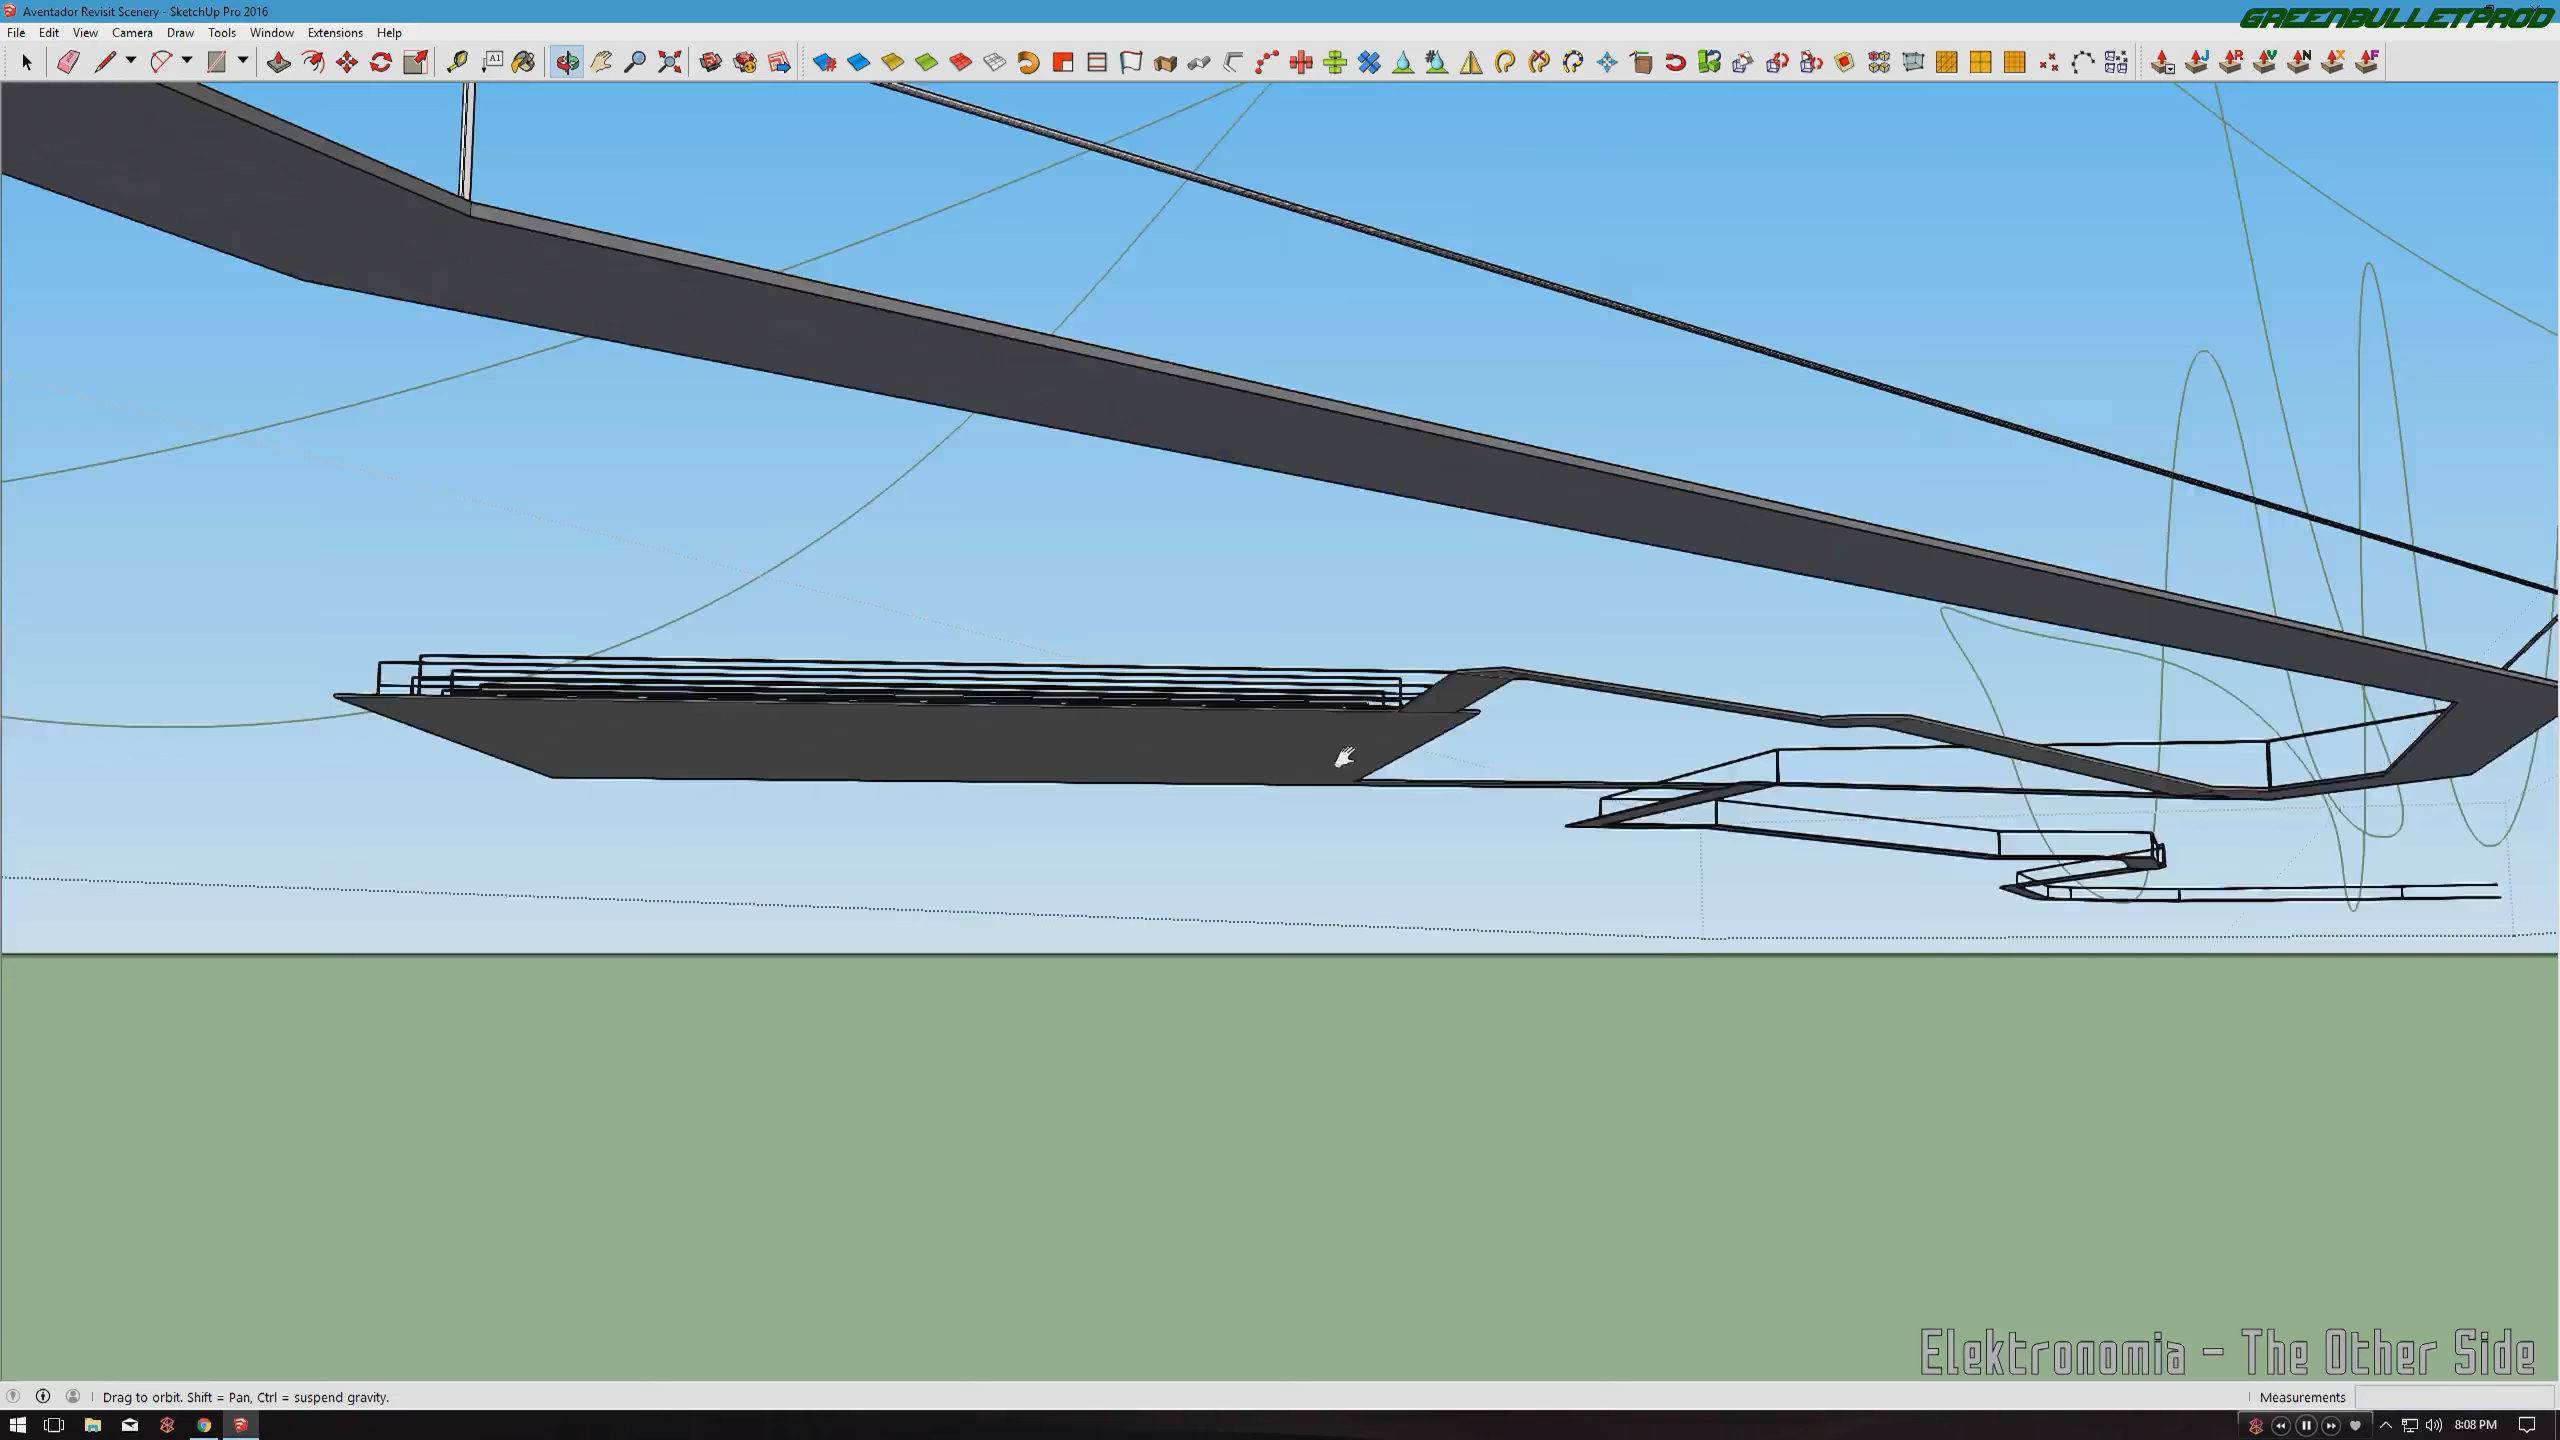 Aventador Revisit Scenery - SketchUp Pro 2016
GREENBULLETPROD
File Edit View Camera Draw Tools Window Extensions Help
A1
J R V N X F
Elektronomia - The Other Side
Drag to orbit. Shift = Pan, Ctrl = suspend gravity.
Measurements
8:08 PM